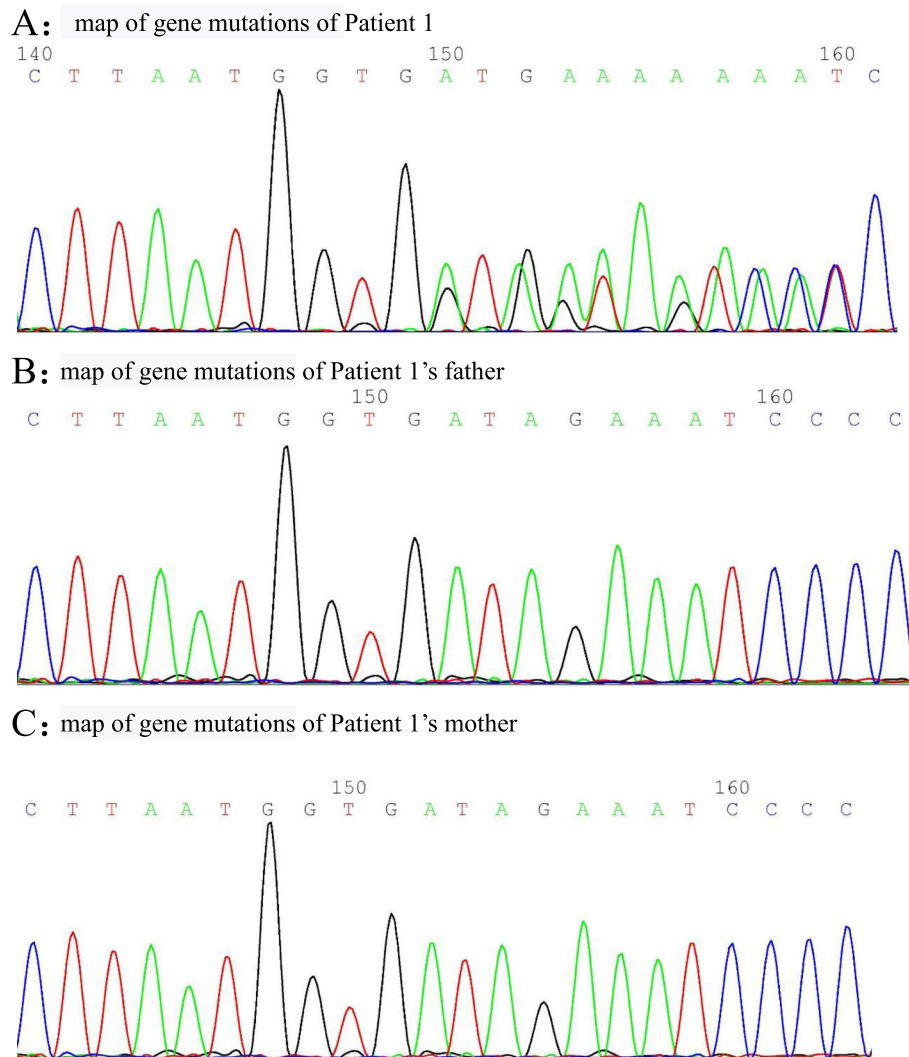 A: map of gene mutations of Patient 1
140 150 160
C T T A A T G G T G A T G A A A A A A A T C
B: map of gene mutations of Patient 1’s father
150 160
C T T A A T G G T G A T A G A A A T C C C C
C: map of gene mutations of Patient 1’s mother
150 160
C T T A A T G G T G A T A G A A A T C C C C